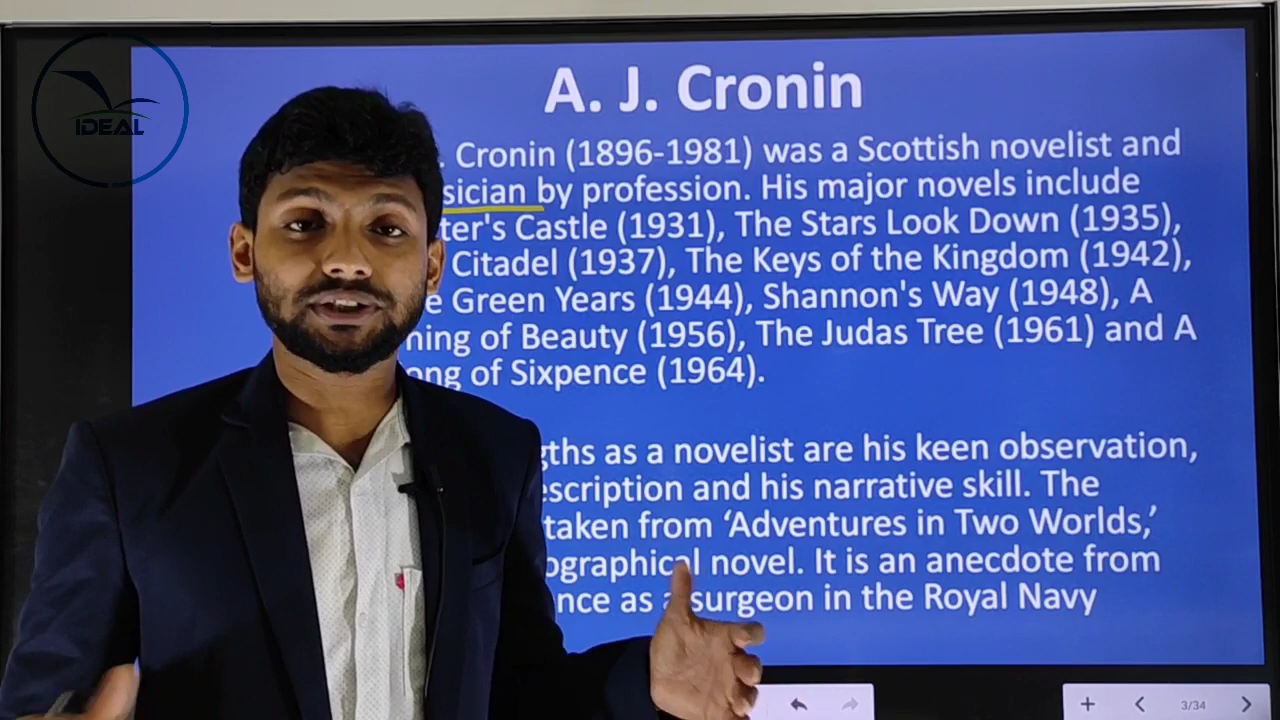 IDEAL
A. J. Cronin
. Cronin (1896-1981) was a Scottish novelist and
sician by profession. His major novels include
ter's Castle (1931), The Stars Look Down (1935),
Citadel (1937), The Keys of the Kingdom (1942),
e Green Years (1944), Shannon's Way (1948), A
ning of Beauty (1956), The Judas Tree (1961) and A
ong of Sixpence (1964).
gths as a novelist are his keen observation,
escription and his narrative skill. The
taken from ‘Adventures in Two Worlds,’
ographical novel. It is an anecdote from
nce as a surgeon in the Royal Navy
3/34